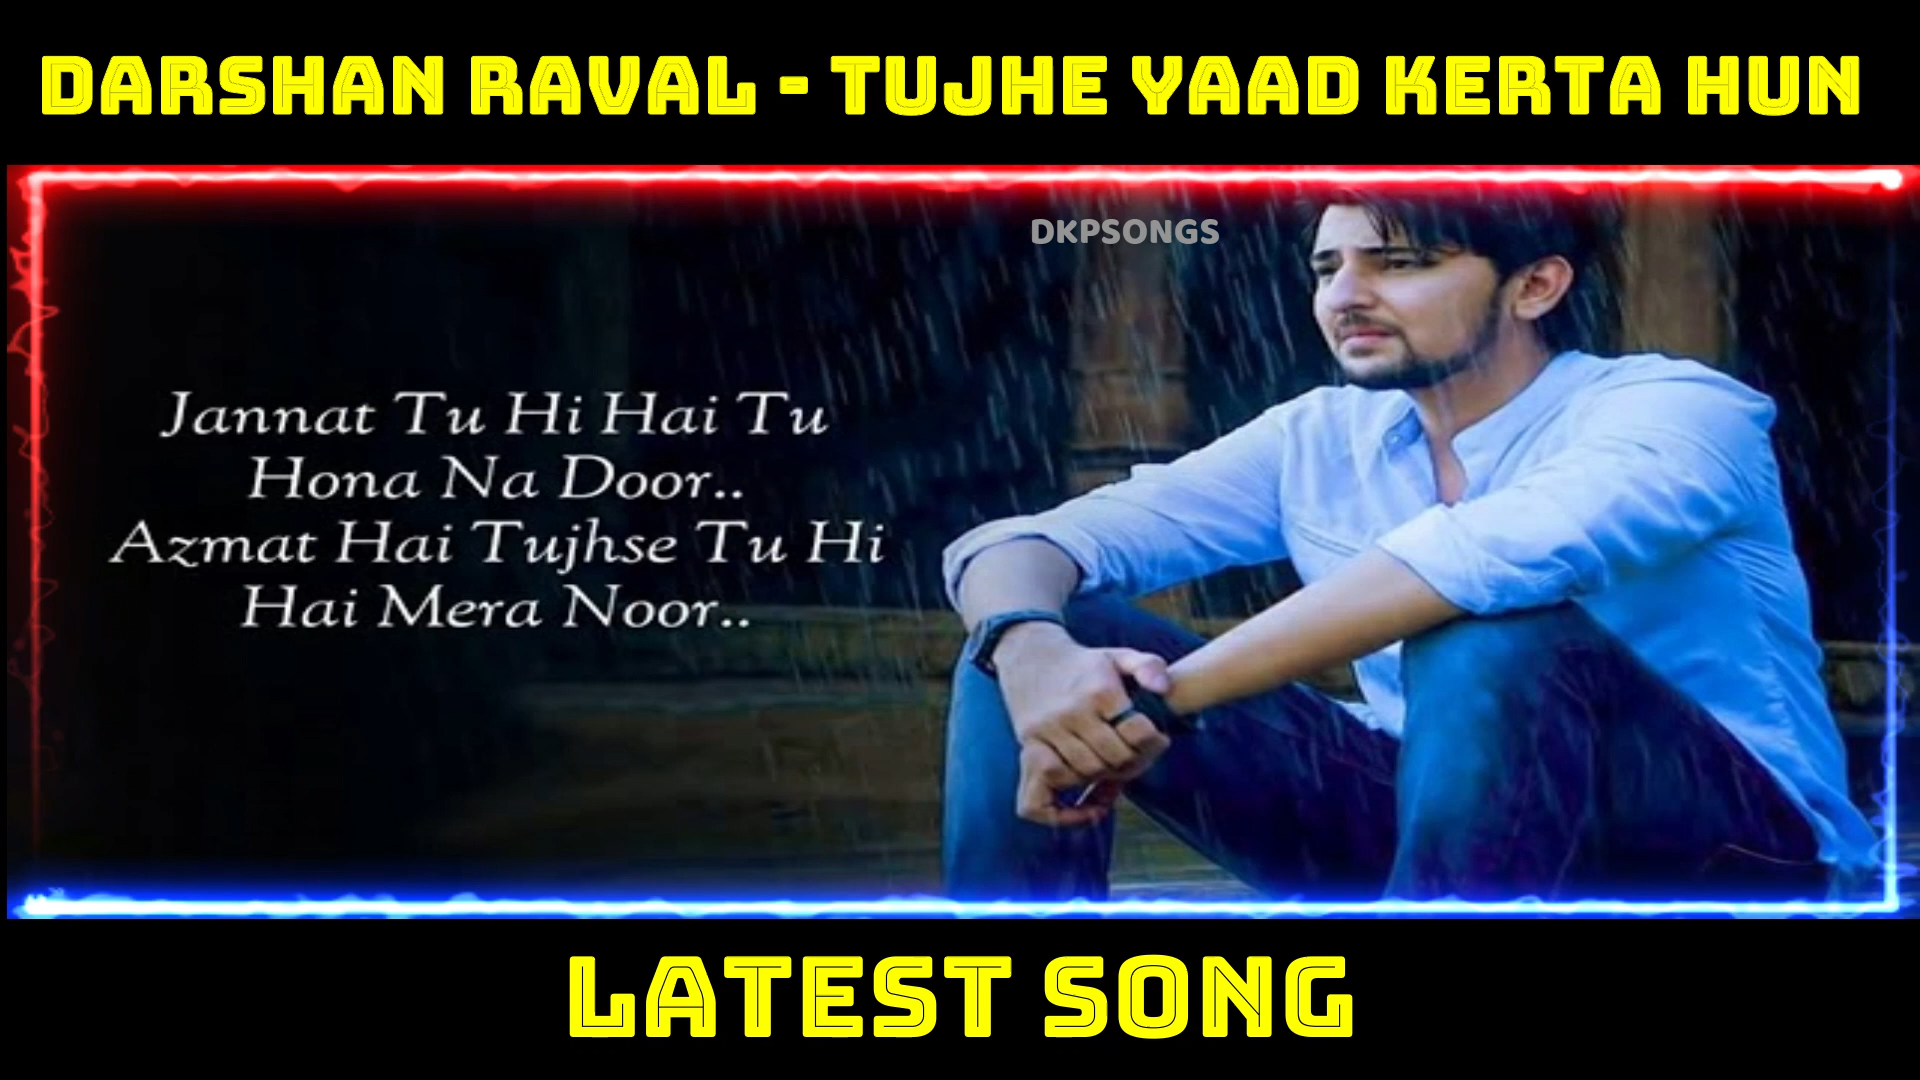 DARSHAN RAVAL - TUJHE YAAD KERTA HUN
DKPSONGS
Jannat Tu Hi Hai Tu
Hona Na Door..
Azmat Hai Tujhse Tu Hi
Hai Mera Noor..
LATEST SONG